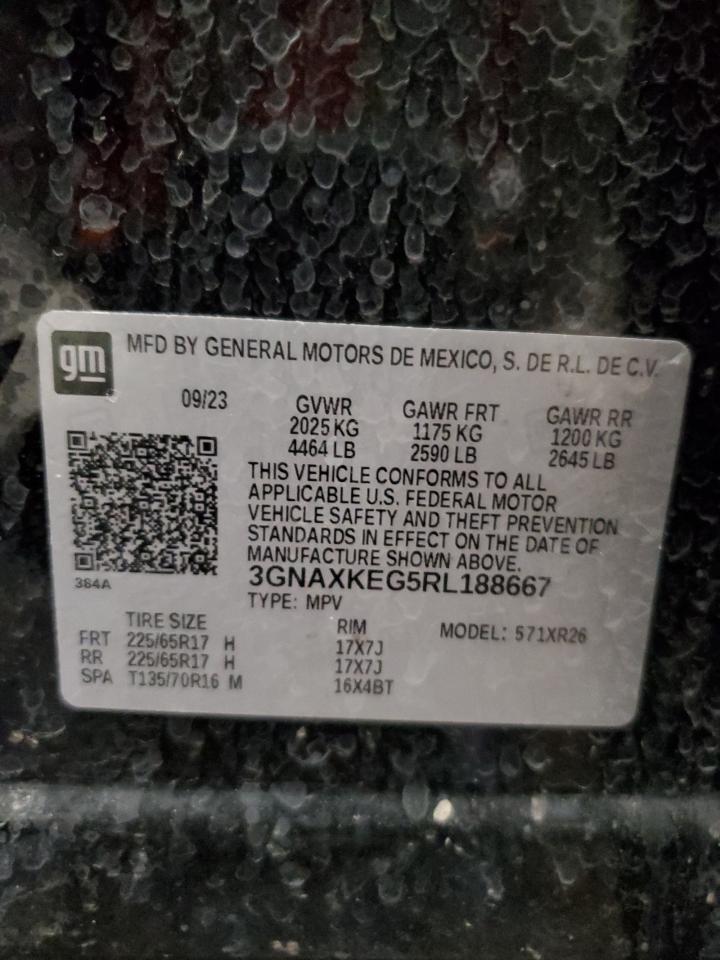 gm
MFD BY GENERAL MOTORS DE MEXICO, S. DE R.L. DE C.V.
09/23 GVWR GAWR FRT GAWR RR
2025 KG 1175 KG 1200 KG
4464 LB 2590 LB 2645 LB
THIS VEHICLE CONFORMS TO ALL
APPLICABLE U.S. FEDERAL MOTOR
VEHICLE SAFETY AND THEFT PREVENTION
STANDARDS IN EFFECT ON THE DATE OF
MANUFACTURE SHOWN ABOVE.
384A
3GNAXKEG5RL188667
TYPE: MPV
TIRE SIZE RIM MODEL: 571XR26
FRT 225/65R17 H 17X7J
RR 225/65R17 H 17X7J
SPA T135/70R16 M 16X4BT